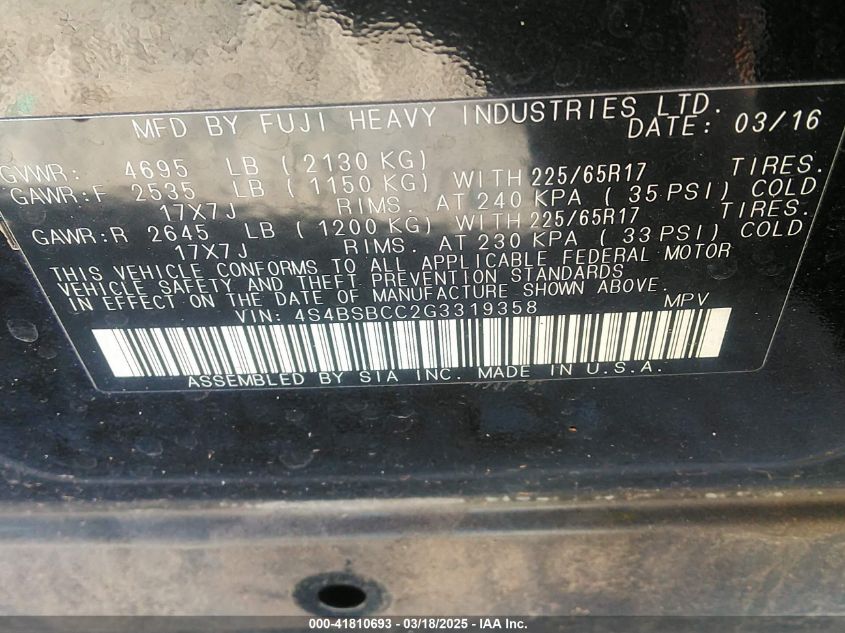 MFD BY FUJI HEAVY INDUSTRIES LTD.
DATE: 03/16
GVWR: 4695 LB (2130 KG)
GAWR:F 2535 LB (1150 KG) WITH 225/65R17 TIRES.
17X7J RIMS. AT 240 KPA (35 PSI) COLD
GAWR:R 2645 LB (1200 KG) WITH 225/65R17 TIRES.
17X7J RIMS. AT 230 KPA (33 PSI) COLD
THIS VEHICLE CONFORMS TO ALL APPLICABLE FEDERAL MOTOR
VEHICLE SAFETY AND THEFT PREVENTION STANDARDS
IN EFFECT ON THE DATE OF MANUFACTURE SHOWN ABOVE.
VIN: 4S4BSBCC2G3319358 MPV
ASSEMBLED BY SIA INC. MADE IN U.S.A.
000-41810693 - 03/18/2025 - IAA Inc.